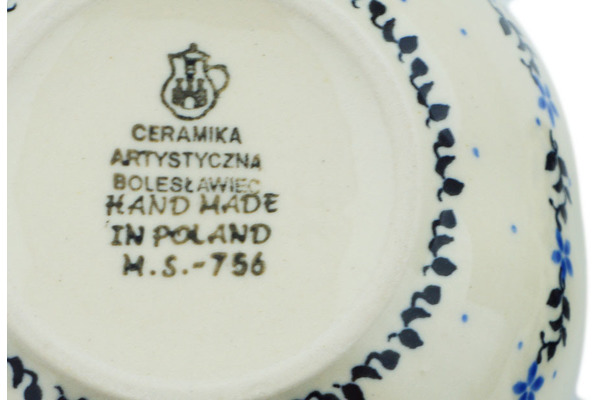 CERAMIKA
ARTYSTYCZNA
BOLESŁAWIEC
HAND MADE
IN POLAND
M.S.-756